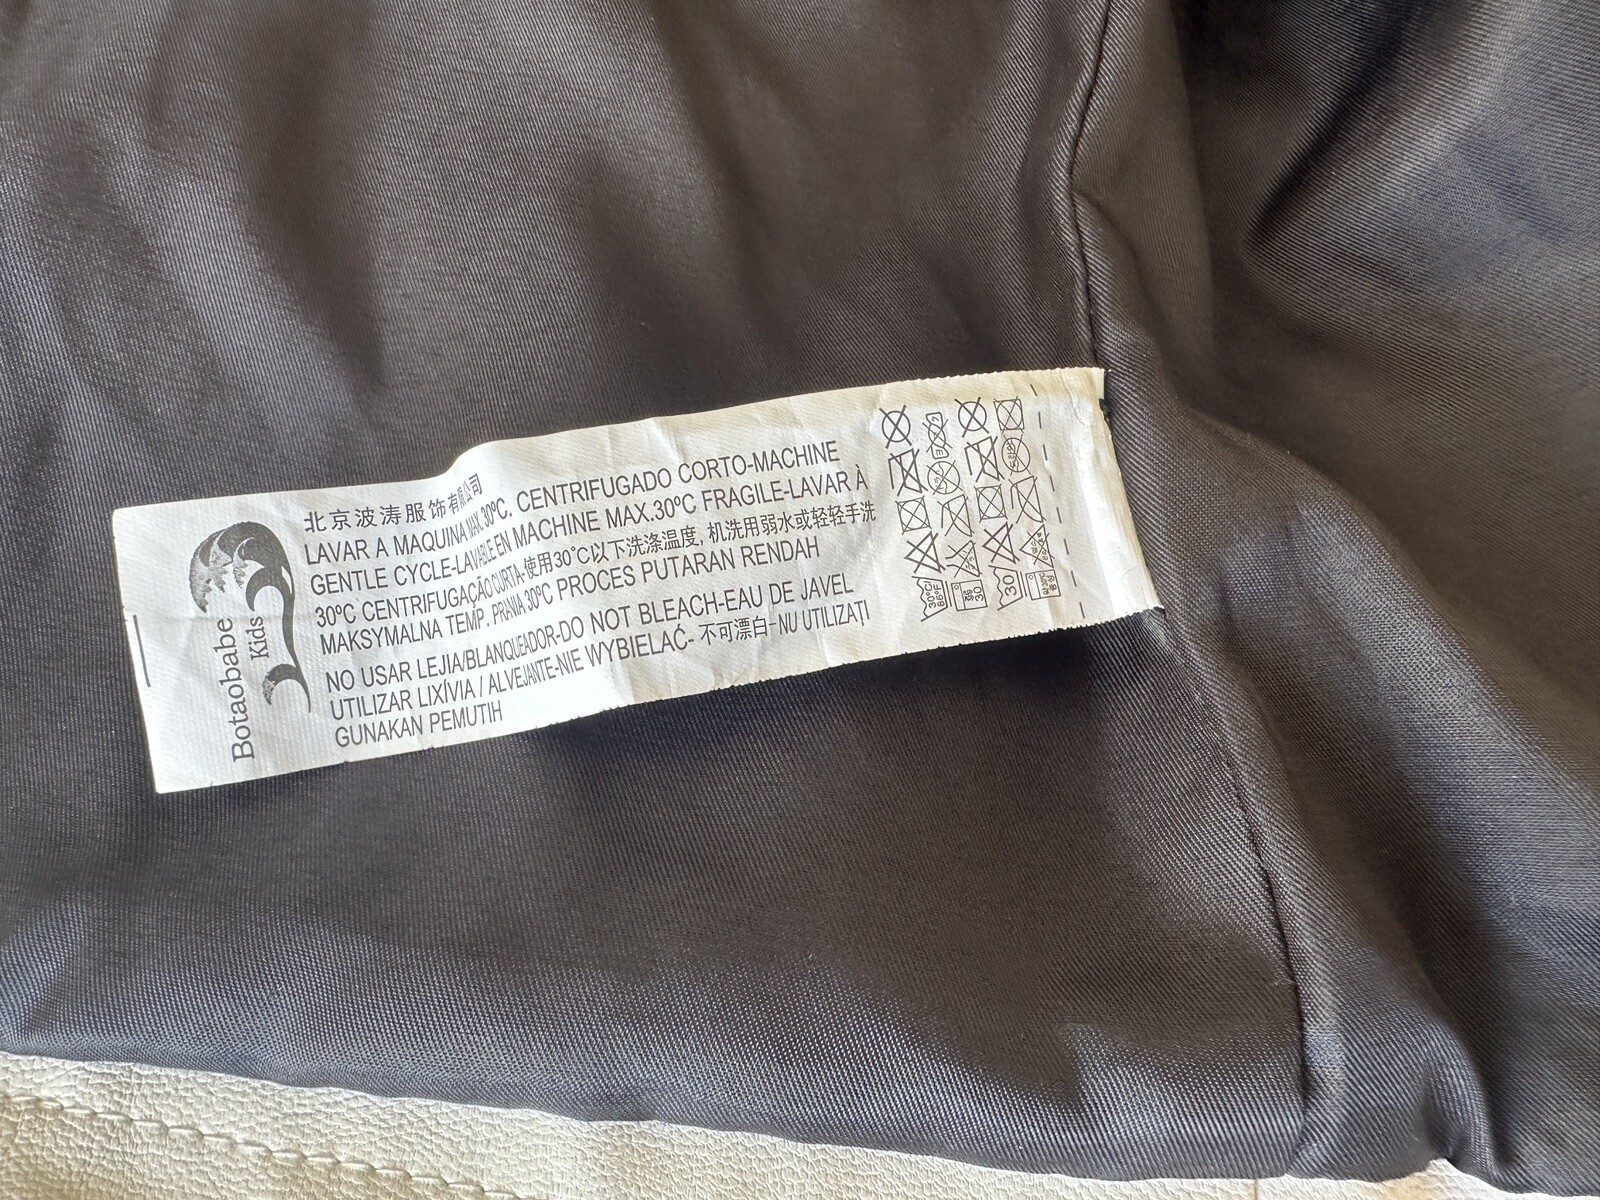 Botaobabe
Kids
北京波涛服饰有限公司
LAVAR A MAQUINA MAX.30ºC. CENTRIFUGADO CORTO-MACHINE
GENTLE CYCLE-LAVABLE EN MACHINE MAX.30ºC FRAGILE-LAVAR À
30ºC CENTRIFUGAÇÃO CURTA-使用30°C以下洗涤温度, 机洗用弱水或轻轻手洗
MAKSYMALNA TEMP. PRANIA 30ºC PROCES PUTARAN RENDAH
NO USAR LEJIA/BLANQUEADOR-DO NOT BLEACH-EAU DE JAVEL
UTILIZAR LIXÍVIA / ALVEJANTE-NIE WYBIELAĆ- 不可漂白-NU UTILIZAȚI
GUNAKAN PEMUTIH
30°C
86°F
30
30